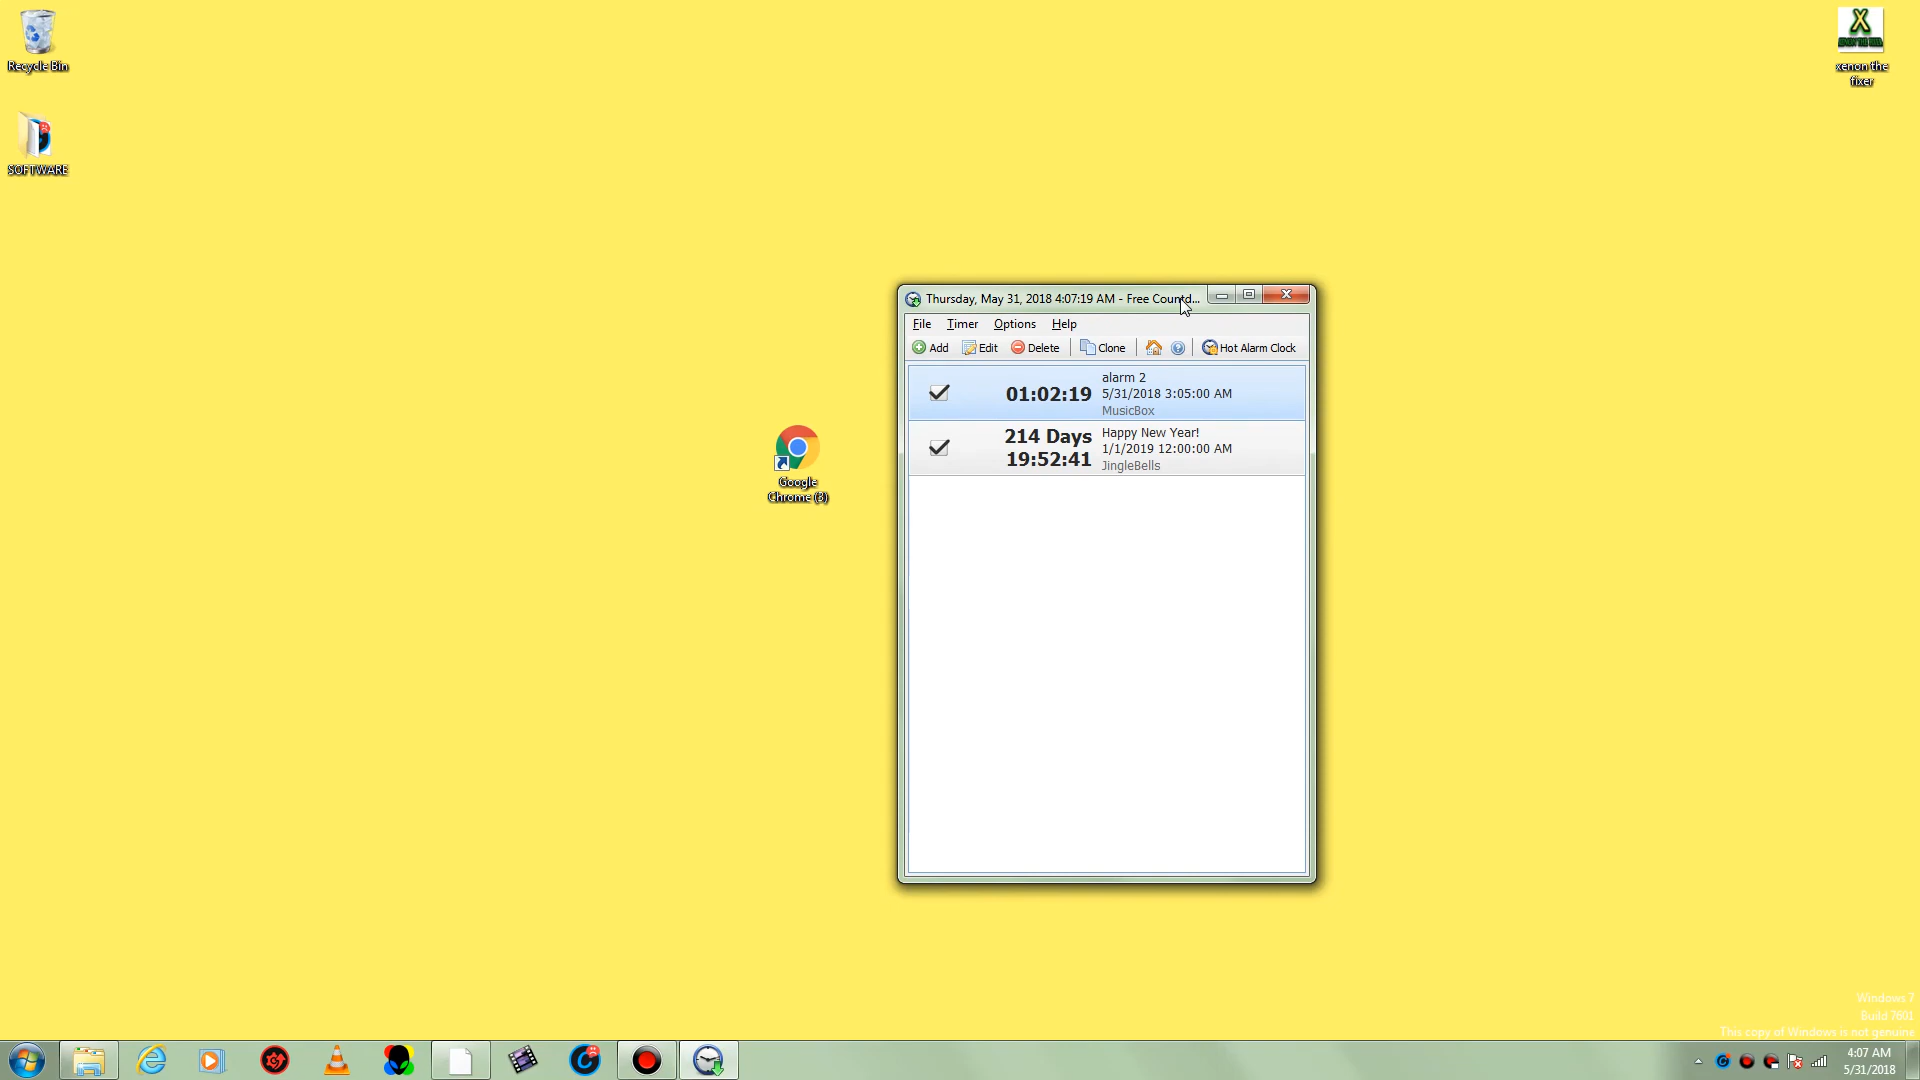 Recycle Bin
SOFTWARE
xenon the
fixer
Google
Chrome (3)
Thursday, May 31, 2018 4:07:19 AM - Free Countd...
File Timer Options Help
Add Edit Delete Clone Hot Alarm Clock
01:02:19
alarm 2
5/31/2018 3:05:00 AM
MusicBox
214 Days
19:52:41
Happy New Year!
1/1/2019 12:00:00 AM
JingleBells
Windows 7
Build 7601
This copy of Windows is not genuine
4:07 AM
5/31/2018